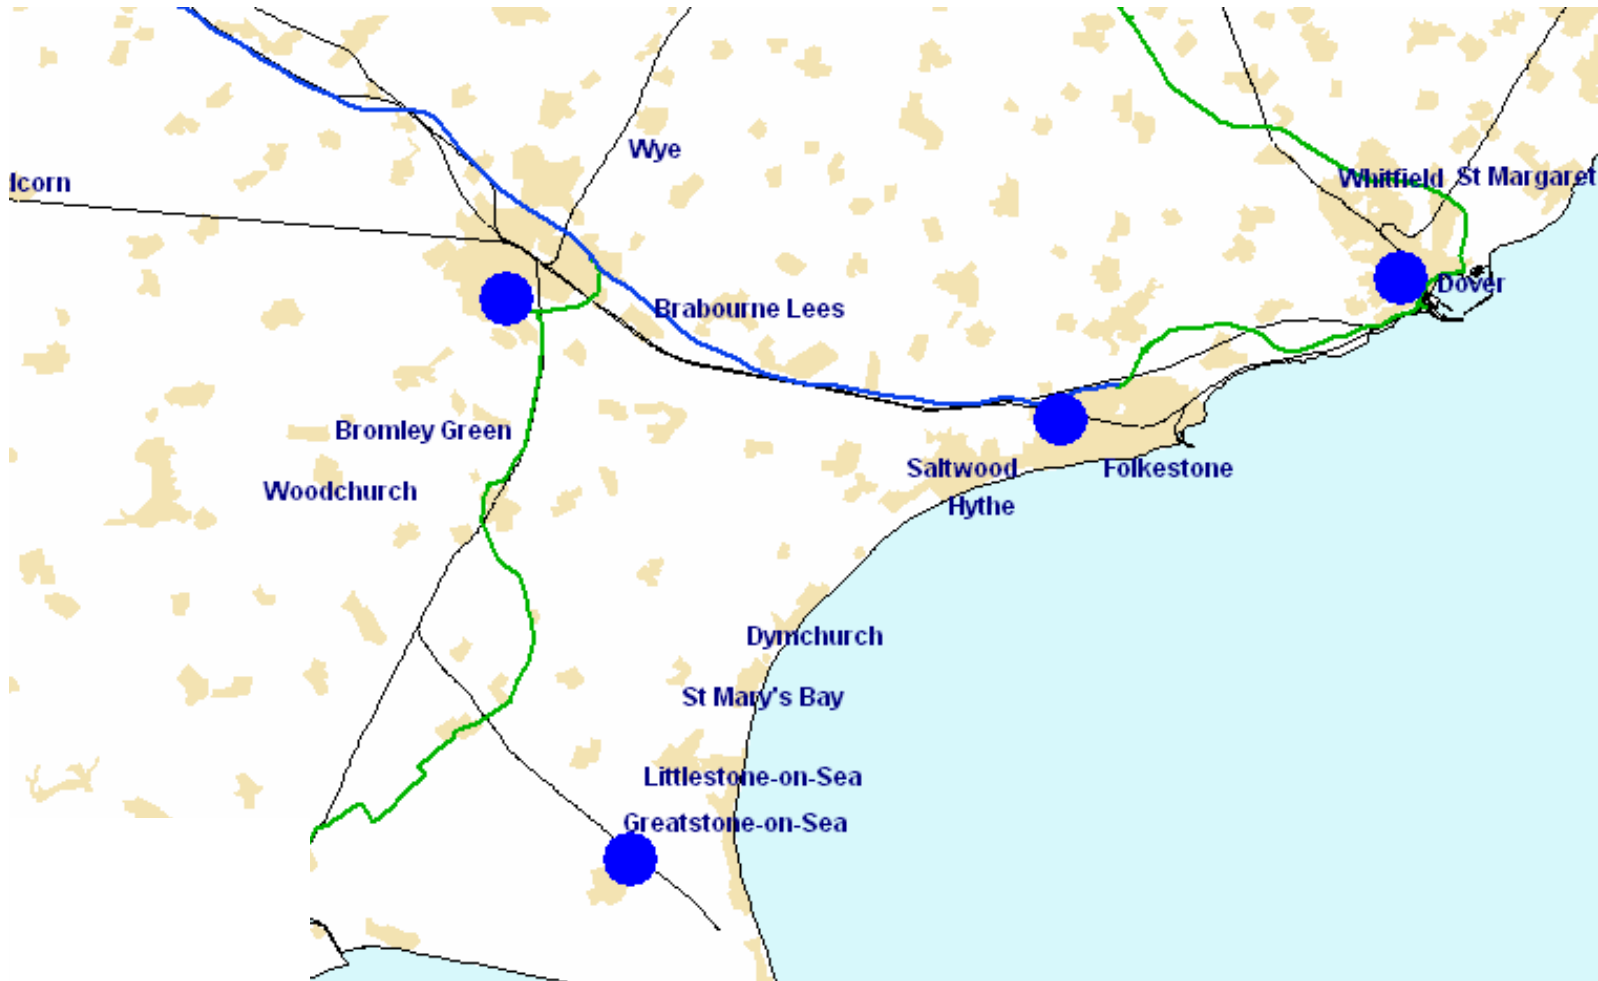 Wye
lcorn
Whitfield
St Margaret
Dover
Brabourne Lees
Bromley Green
Saltwood
Folkestone
Woodchurch
Hythe
Dymchurch
St Mary's Bay
Littlestone-on-Sea
Greatstone-on-Sea